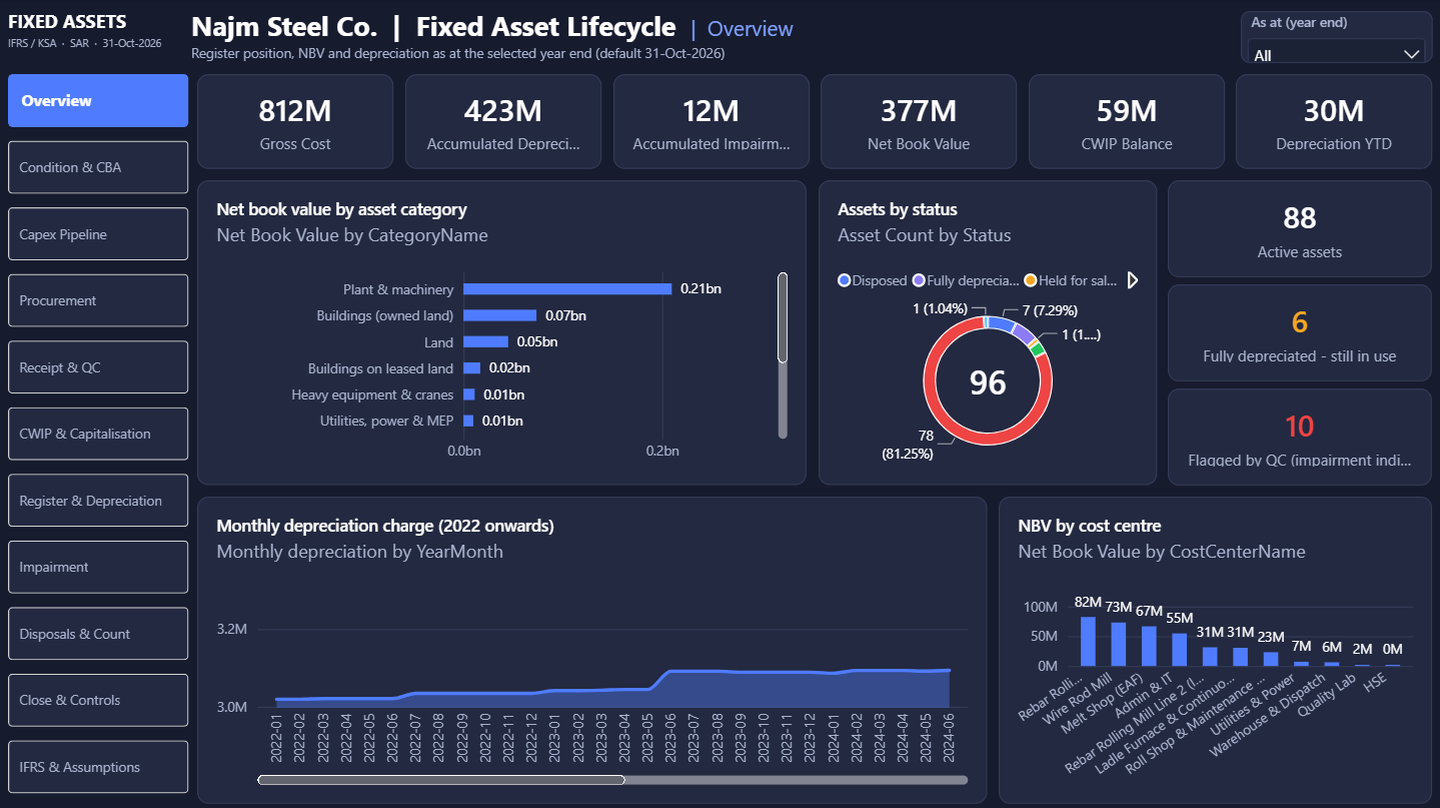 FIXED ASSETS
IFRS / KSA · SAR · 31-Oct-2026
Najm Steel Co. | Fixed Asset Lifecycle | Overview
Register position, NBV and depreciation as at the selected year end (default 31-Oct-2026)
As at (year end)
All
Overview
Condition & CBA
Capex Pipeline
Procurement
Receipt & QC
CWIP & Capitalisation
Register & Depreciation
Impairment
Disposals & Count
Close & Controls
IFRS & Assumptions
812M
Gross Cost
423M
Accumulated Depreci...
12M
Accumulated Impairm...
377M
Net Book Value
59M
CWIP Balance
30M
Depreciation YTD
Net book value by asset category
Net Book Value by CategoryName
Plant & machinery 0.21bn
Buildings (owned land) 0.07bn
Land 0.05bn
Buildings on leased land 0.02bn
Heavy equipment & cranes 0.01bn
Utilities, power & MEP 0.01bn
0.0bn 0.2bn
Assets by status
Asset Count by Status
Disposed Fully deprecia... Held for sal...
1 (1.04%)
7 (7.29%)
1 (1....)
96
78
(81.25%)
88
Active assets
6
Fully depreciated - still in use
10
Flagged by QC (impairment indi...
Monthly depreciation charge (2022 onwards)
Monthly depreciation by YearMonth
3.2M
3.0M
2022-01
2022-02
2022-03
2022-04
2022-05
2022-06
2022-07
2022-08
2022-09
2022-10
2022-11
2022-12
2023-01
2023-02
2023-03
2023-04
2023-05
2023-06
2023-07
2023-08
2023-09
2023-10
2023-11
2023-12
2024-01
2024-02
2024-03
2024-04
2024-05
2024-06
NBV by cost centre
Net Book Value by CostCenterName
100M
50M
0M
82M
73M
67M
55M
31M
31M
23M
7M
6M
2M
0M
Rebar Rolli...
Wire Rod Mill
Melt Shop (EAF)
Admin & IT
Rebar Rolling Mill Line 2 (l...
Ladle Furnace & Continuo...
Roll Shop & Maintenance ...
Utilities & Power
Warehouse & Dispatch
Quality Lab
HSE